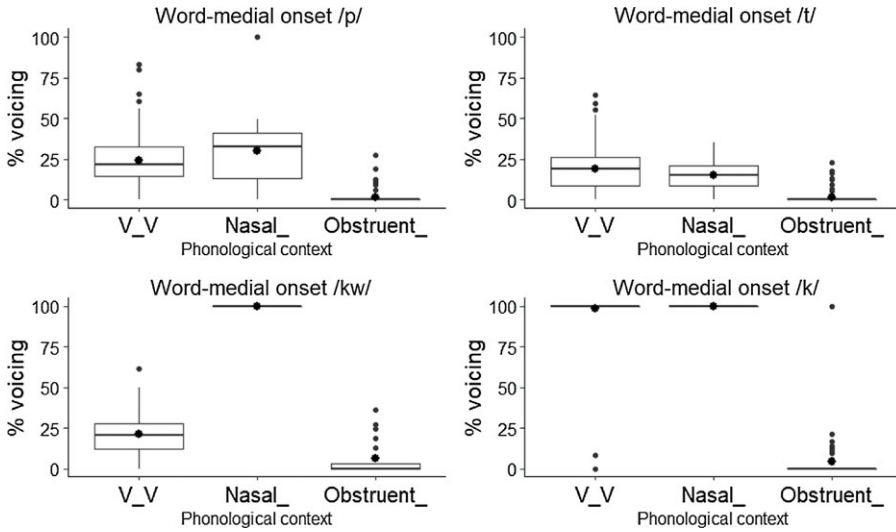 Word-medial onset /p/
% voicing
100
75
50
25
0
V_V Nasal_ Obstruent_
Phonological context
Word-medial onset /t/
% voicing
100
75
50
25
0
V_V Nasal_ Obstruent_
Phonological context
Word-medial onset /kw/
% voicing
100
75
50
25
0
V_V Nasal_ Obstruent_
Phonological context
Word-medial onset /k/
% voicing
100
75
50
25
0
V_V Nasal_ Obstruent_
Phonological context